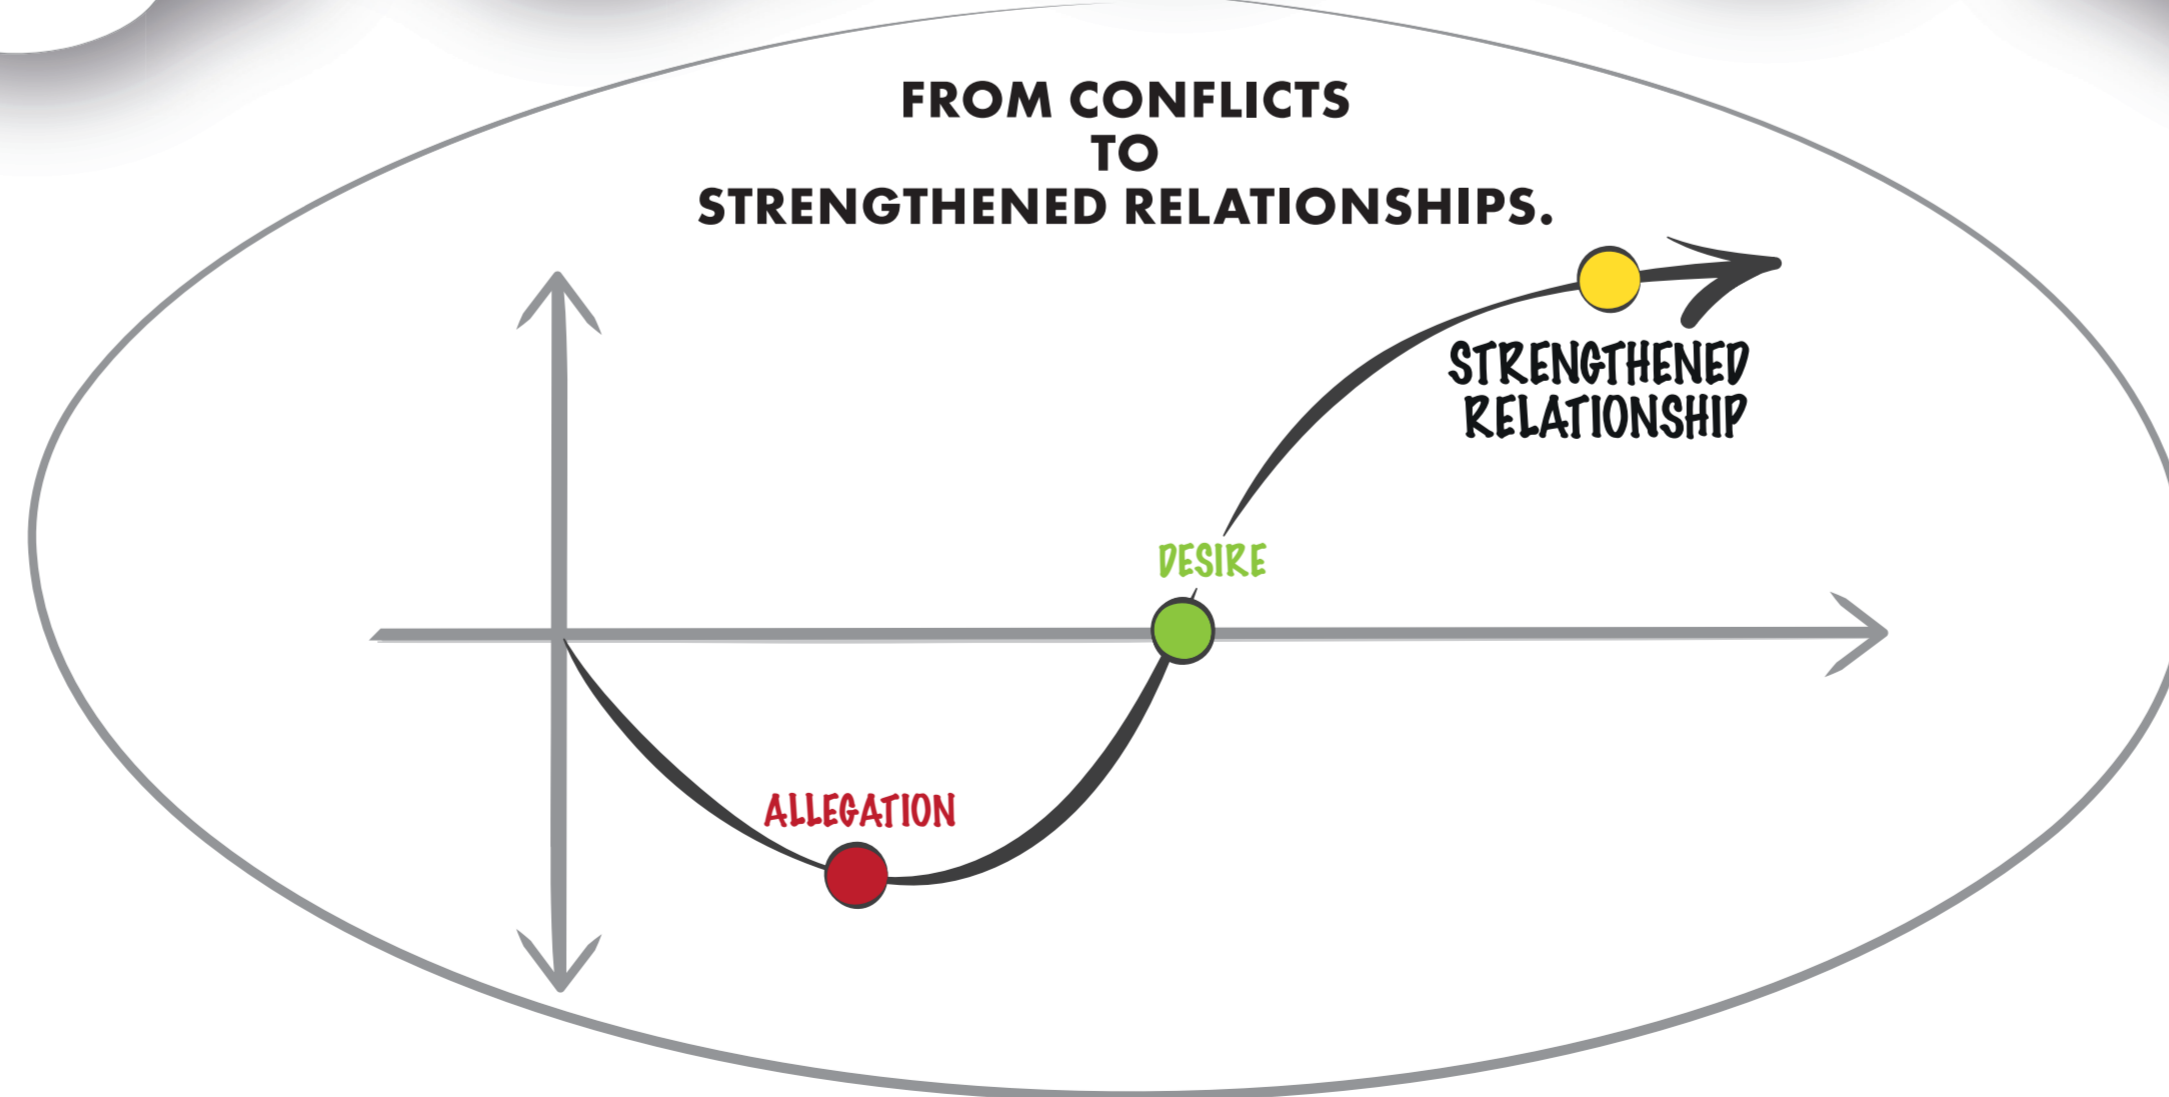 FROM CONFLICTS
TO
STRENGTHENED RELATIONSHIPS.
STRENGTHENED
RELATIONSHIP
DESIRE
ALLEGATION